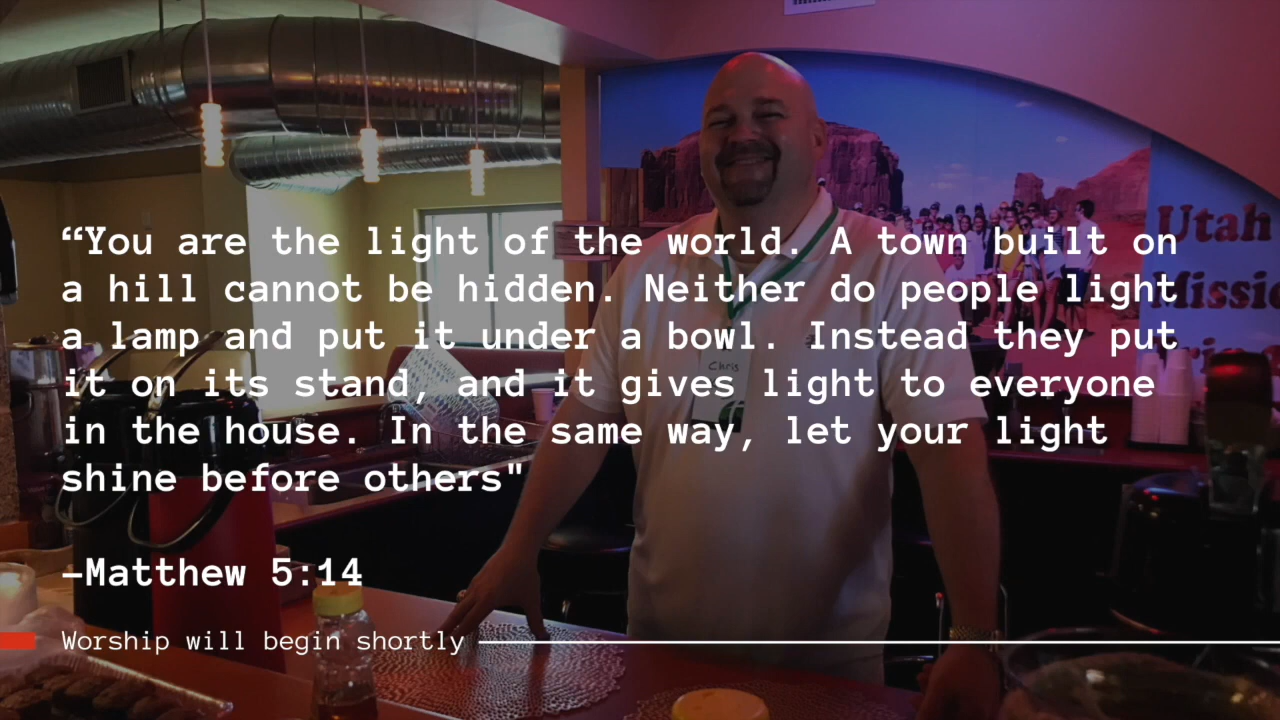 Utah
Missio
“You are the light of the world. A town built on
a hill cannot be hidden. Neither do people light
a lamp and put it under a bowl. Instead they put
it on its stand, and it gives light to everyone
in the house. In the same way, let your light
shine before others"
–Matthew 5:14
Chris
Worship will begin shortly